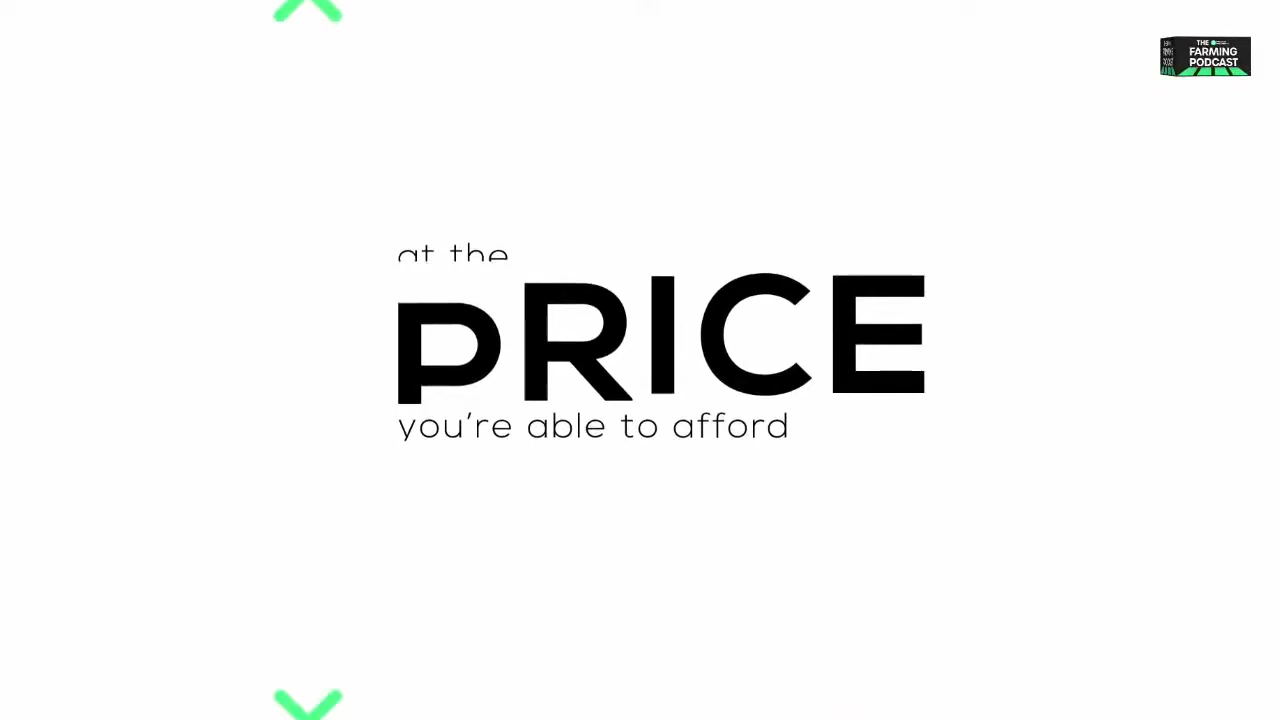 at the
PRICE
you're able to afford
THE
FARMING
PODCAST